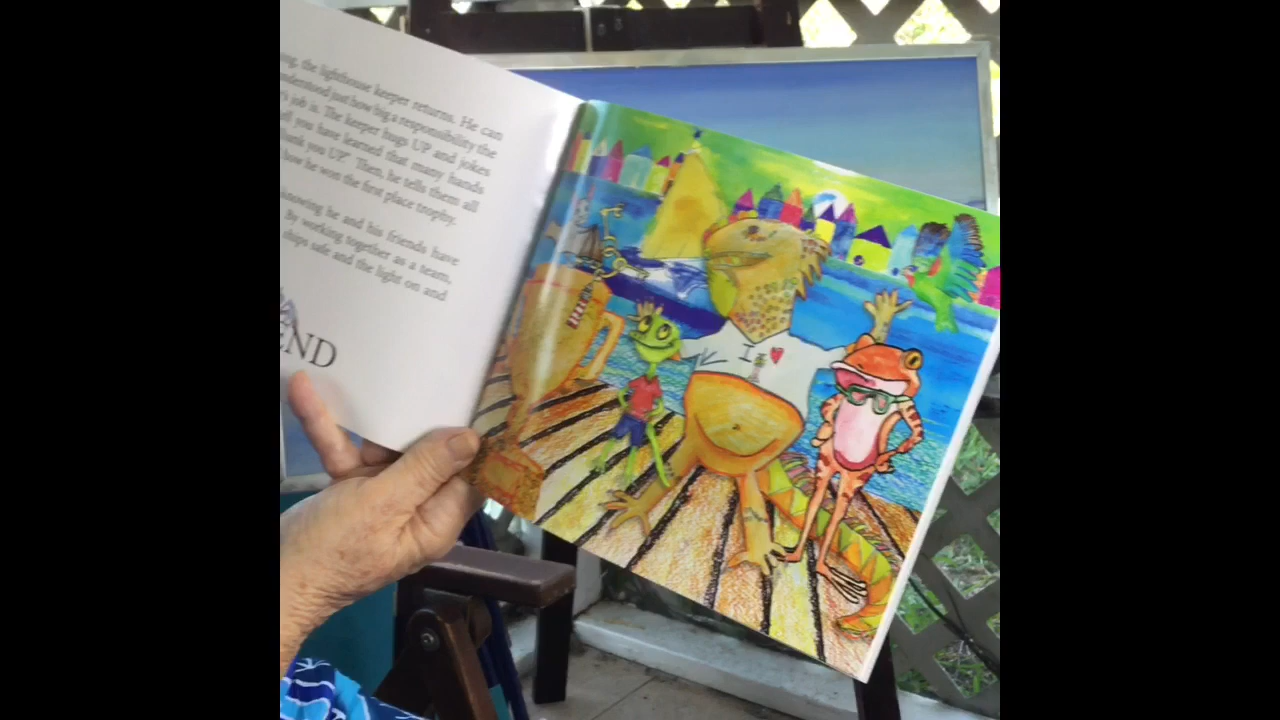 the lighthouse keeper returns. He can
understood just how big a responsibility the
job is. The keeper hugs UP and jokes
you have learned that many hands
you UP" Then, he tells them all
how he won the first place trophy.
knowing he and his friends have
By working together as a team,
ships safe and the light on and
END
I